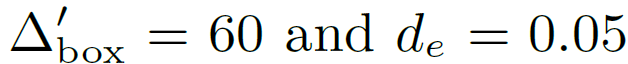 Δ′box = 60 and de = 0.05